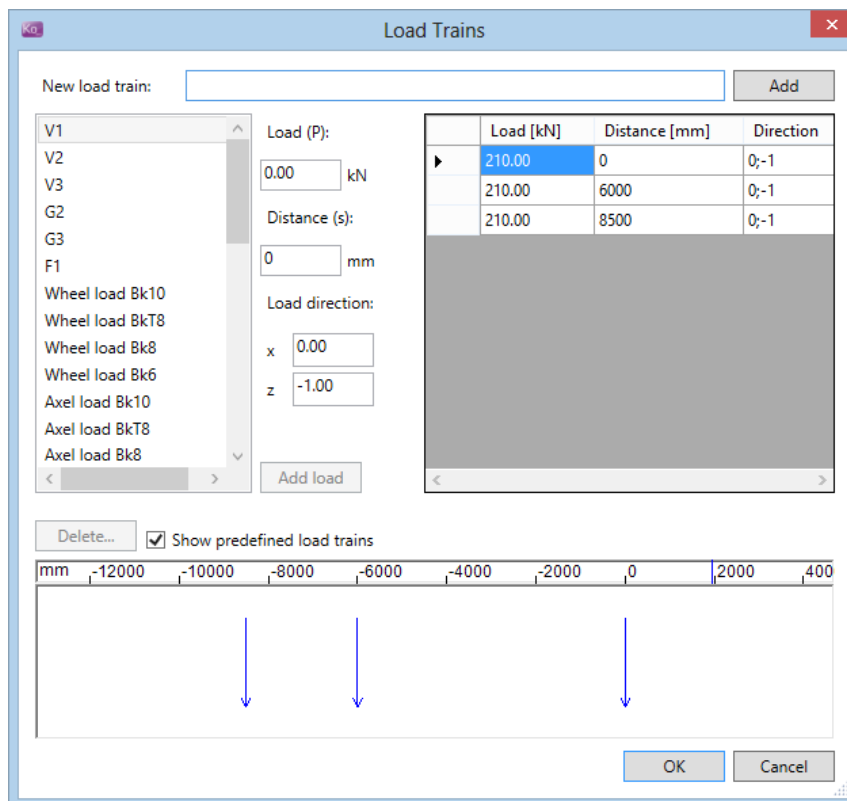 Ko
Load Trains
New load train:
Add
V1
V2
V3
G2
G3
F1
Wheel load Bk10
Wheel load BkT8
Wheel load Bk8
Wheel load Bk6
Axel load Bk10
Axel load BkT8
Axel load Bk8
Load (P):
0.00 kN
Distance (s):
0 mm
Load direction:
x 0.00
z -1.00
Add load
Load [kN] Distance [mm] Direction
210.00 0 0;-1
210.00 6000 0;-1
210.00 8500 0;-1
Delete...
Show predefined load trains
mm -12000 -10000 -8000 -6000 -4000 -2000 0 2000 400
OK Cancel